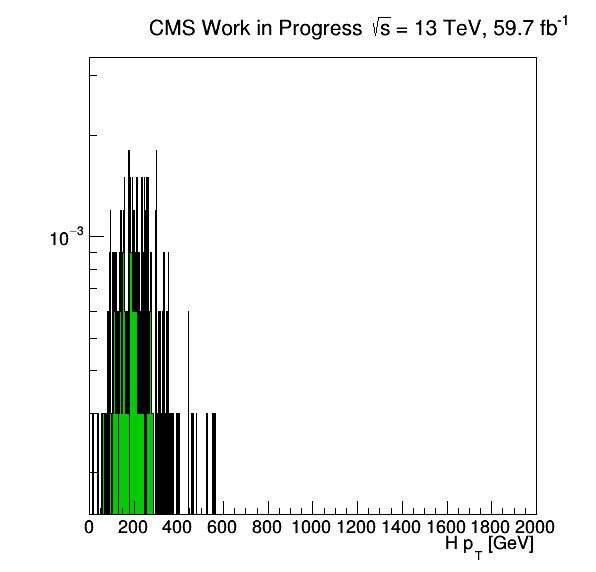 CMS Work in Progress √s = 13 TeV, 59.7 fb⁻¹
10⁻³
0 200 400 600 800 1000 1200 1400 1600 1800 2000
H p_T [GeV]